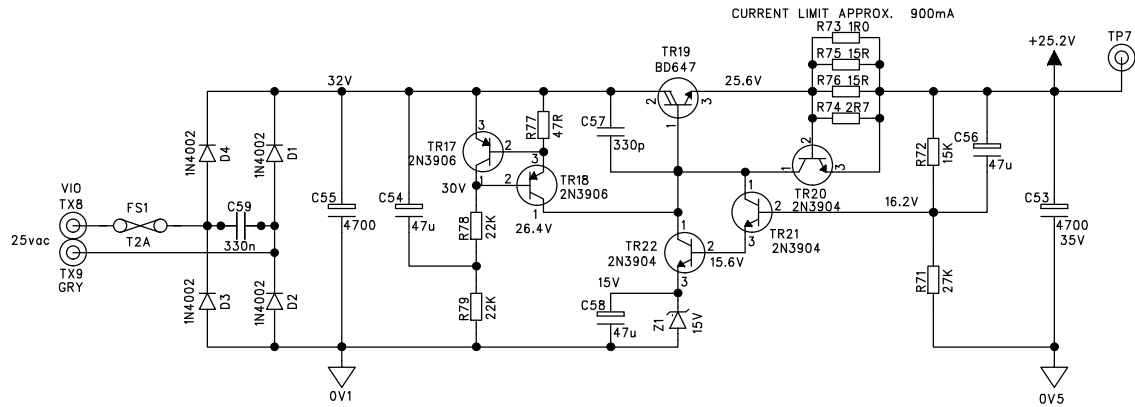 CURRENT LIMIT APPROX. 900mA
R73 1R0
R75 15R
R76 15R
R74 2R7
TR19
BD647
+25.2V
TP7
32V
25.6V
2
3
1
1N4002
D4
1N4002
D1
R77
47R
C57
330p
3
TR17
2N3906
2
1
3
2
TR18
2N3906
1
30V
26.4V
1
2
3
TR20
2N3904
R72
15K
C56
47u
16.2V
VIO
TX8
FS1
T2A
C59
330n
25vac
TX9
GRY
C55
4700
C54
47u
R78
22K
1
2
3
TR21
2N3904
TR22
2N3904
1
2
3
15.6V
C53
4700
35V
1N4002
D3
1N4002
D2
R79
22K
15V
C58
47u
Z1
15V
R71
27K
0V1
0V5